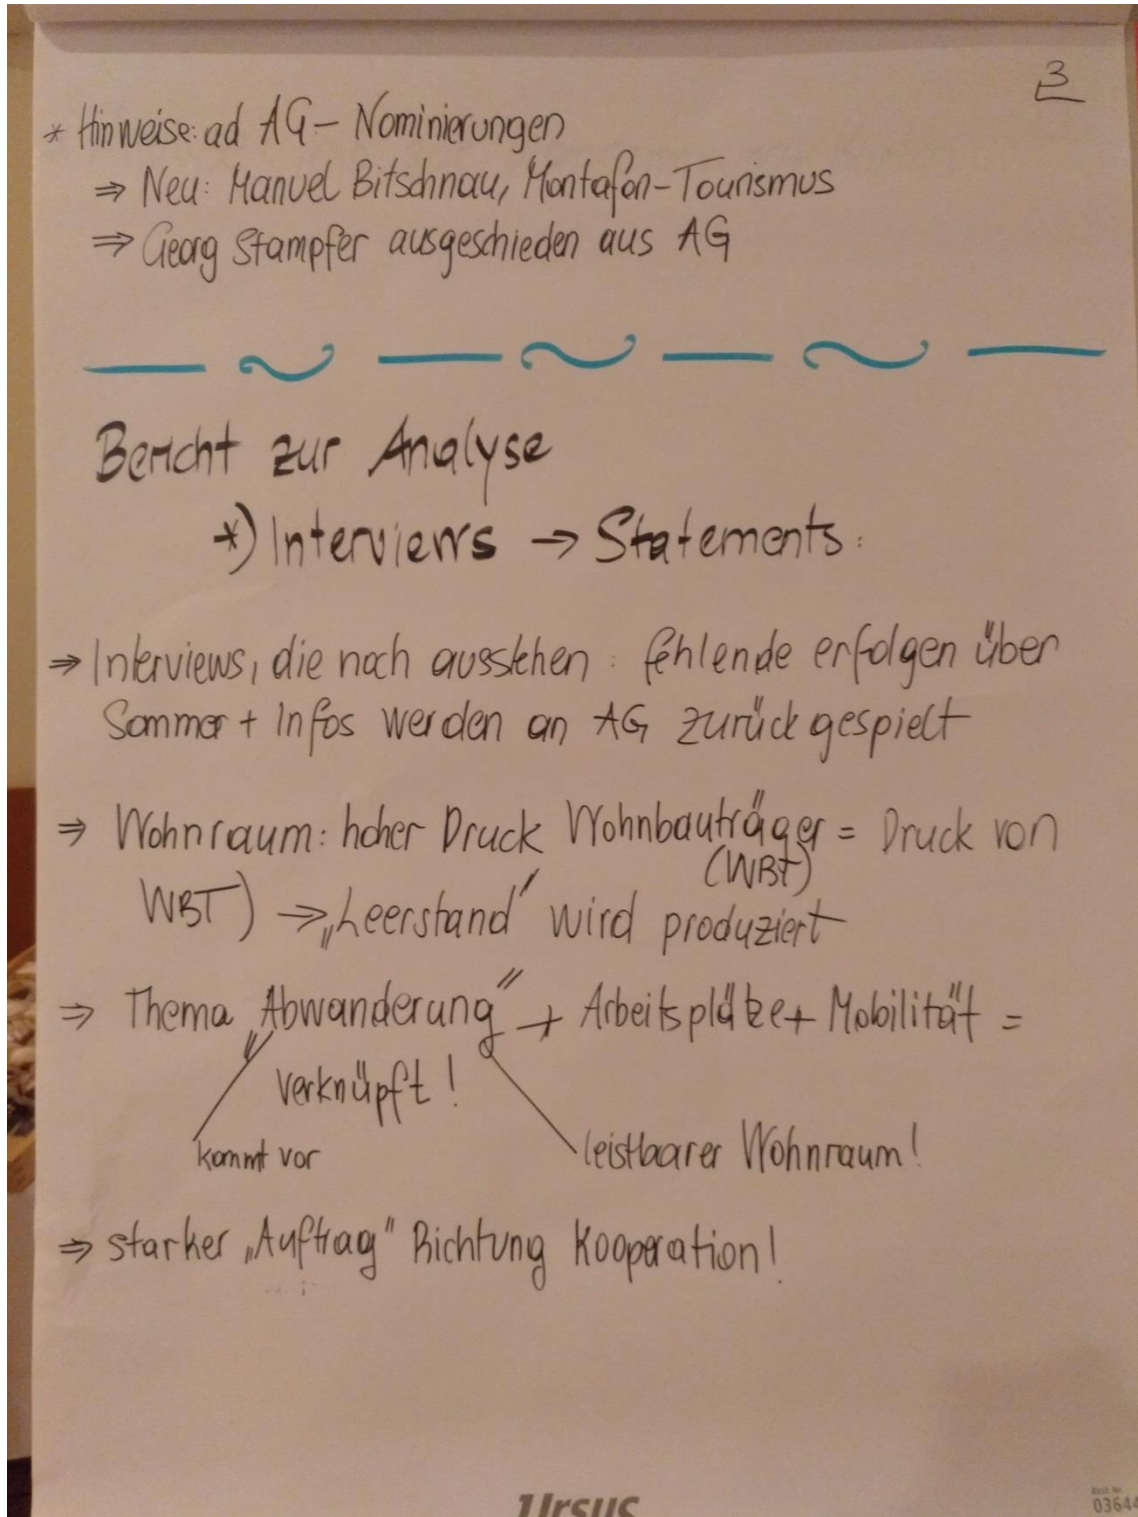 3
* Hinweise: ad AG - Nominierungen
⇒ Neu: Manuel Bitschnau, Montafon-Tourismus
⇒ Georg Stampfer ausgeschieden aus AG
Bericht zur Analyse
*) Interviews → Statements:
⇒ Interviews, die noch ausstehen: fehlende erfolgen über
Sommer + Infos werden an AG zurückgespielt
⇒ Wohnraum: hoher Druck Wohnbauträger = Druck von
(WBT)
WBT) → „Leerstand" wird produziert
⇒ Thema „Abwanderung" + Arbeitsplätze + Mobilität =
verknüpft!
kommt vor
leistbarer Wohnraum!
⇒ starker „Auftrag" Richtung Kooperation!
Ursus
Best. Nr.
03644